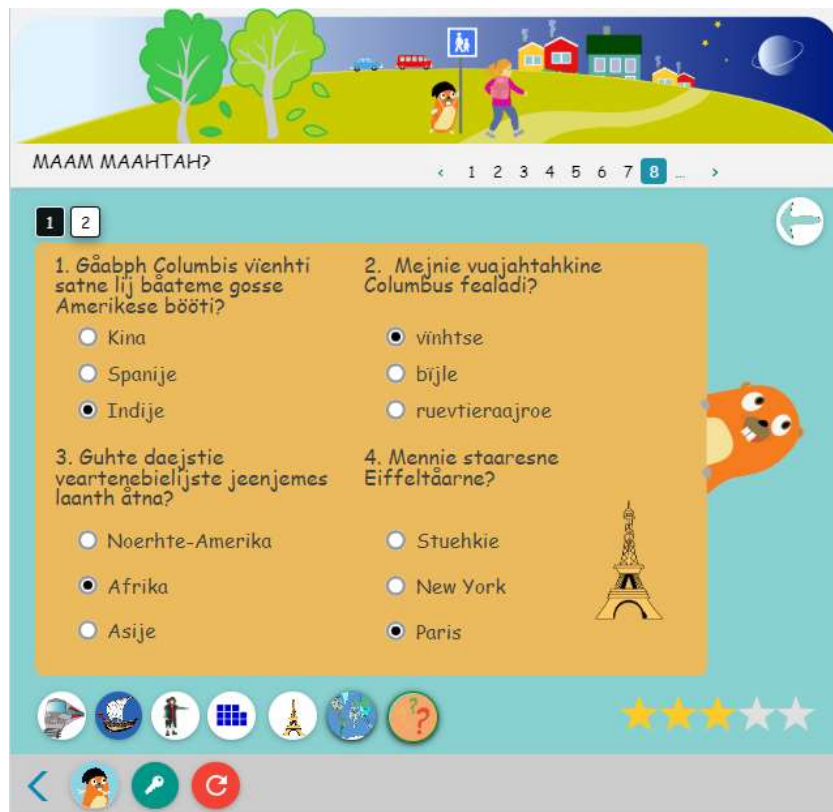 MAAM MAAHTAH?
‹ 1 2 3 4 5 6 7 8 ... ›
1 2
1. Gåabph Columbis vïenhti
satne lij båateme gosse
Amerikese bööti?
Kina
Spanije
Indije
2. Mejnie vuajahtahkine
Columbus fealadi?
vïnhtse
bïjle
ruevtieraajroe
3. Guhte daejstie
veartenebielijste jeenjemes
laanth åtna?
Noerhte-Amerika
Afrika
Asije
4. Mennie staaresne
Eiffeltåarne?
Stuehkie
New York
Paris
? ?